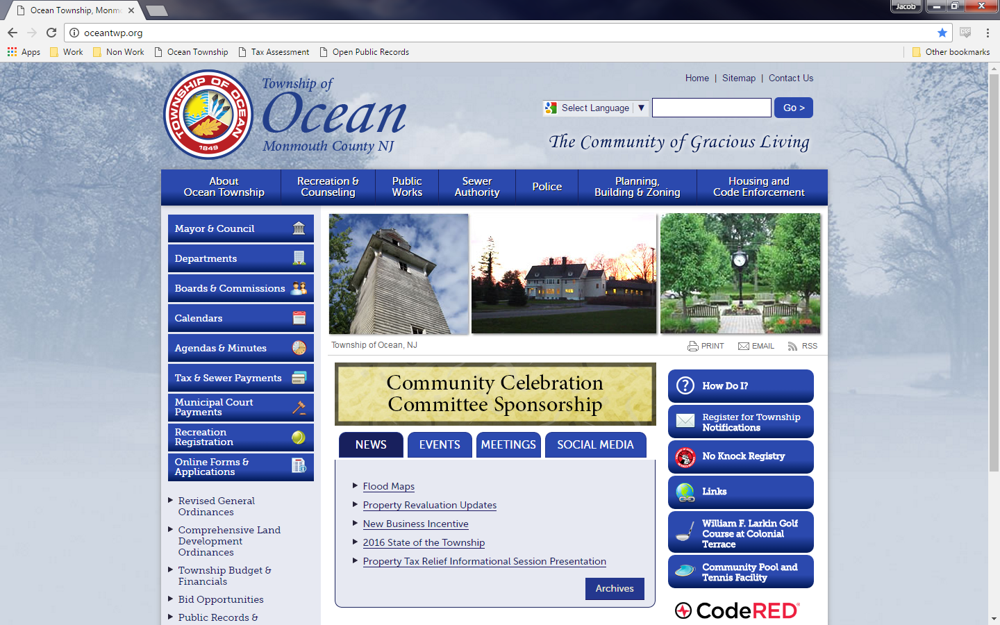 Ocean Township, Monmo
Jacob
oceantwp.org
Apps
Work
Non Work
Ocean Township
Tax Assessment
Open Public Records
Other bookmarks
TOWNSHIP OF OCEAN
1849
Township of
Ocean
Monmouth County NJ
Home | Sitemap | Contact Us
Select Language ▼
Go >
The Community of Gracious Living
About
Ocean Township
Recreation &
Counseling
Public
Works
Sewer
Authority
Police
Planning,
Building & Zoning
Housing and
Code Enforcement
Mayor & Council
Departments
Boards & Commissions
Calendars
Agendas & Minutes
Tax & Sewer Payments
Municipal Court
Payments
Recreation
Registration
Online Forms &
Applications
Revised General
Ordinances
Comprehensive Land
Development
Ordinances
Township Budget &
Financials
Bid Opportunities
Public Records &
Township of Ocean, NJ
PRINT
EMAIL
RSS
Community Celebration
Committee Sponsorship
NEWS
EVENTS
MEETINGS
SOCIAL MEDIA
Flood Maps
Property Revaluation Updates
New Business Incentive
2016 State of the Township
Property Tax Relief Informational Session Presentation
Archives
How Do I?
Register for Township
Notifications
No Knock Registry
Links
William F. Larkin Golf
Course at Colonial
Terrace
Community Pool and
Tennis Facility
CodeRED